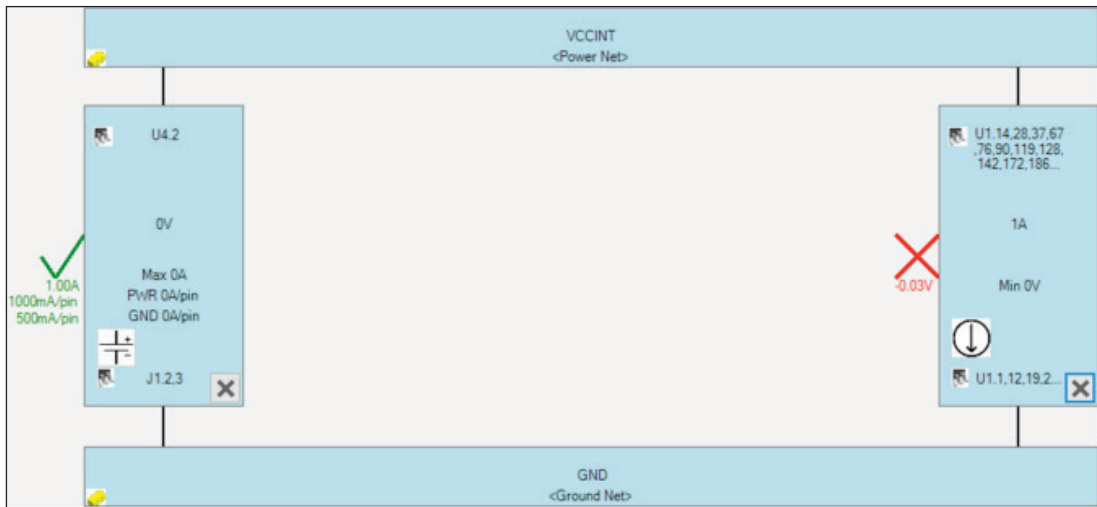 VCCINT
<Power Net>
U4.2
0V
Max 0A
PWR 0A/pin
GND 0A/pin
J1.2,3
1.00A
1000mA/pin
500mA/pin
U1.14,28,37,67
,76,90,119,128,
142,172,186...
1A
Min 0V
U1.1,12,19,2...
-0.03V
GND
<Ground Net>